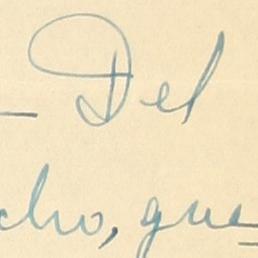 - Del
cho, que